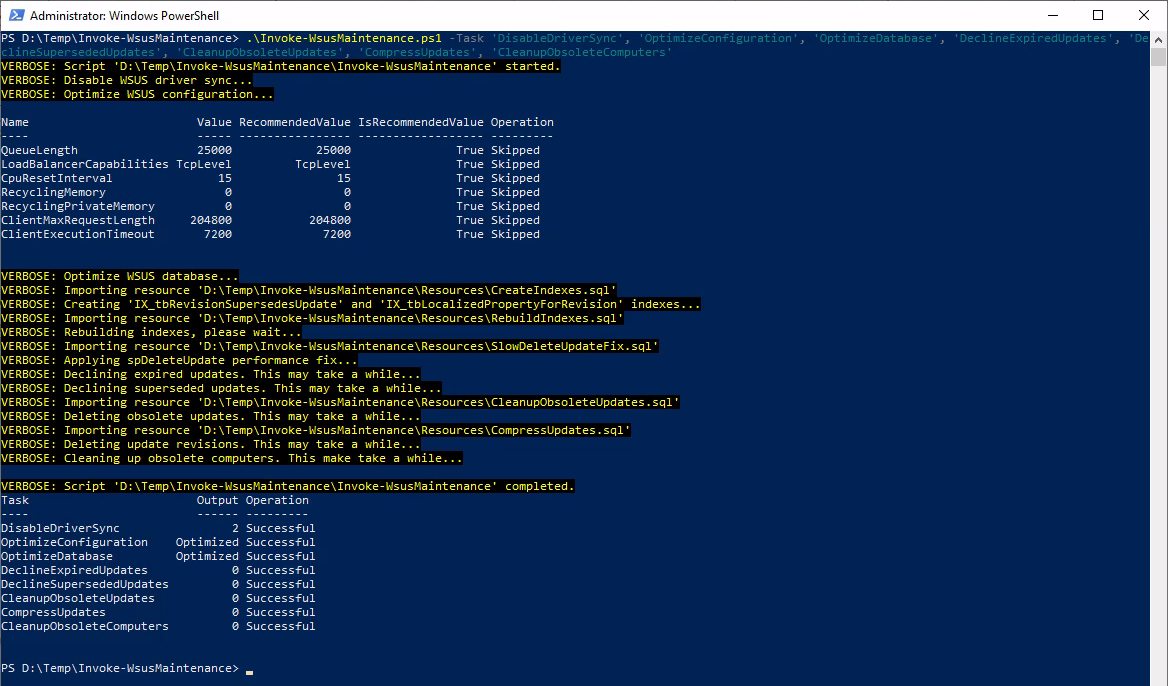 Administrator: Windows PowerShell
PS D:\Temp\Invoke-WsusMaintenance> .\Invoke-WsusMaintenance.ps1 -Task 'DisableDriverSync', 'OptimizeConfiguration', 'OptimizeDatabase', 'DeclineExpiredUpdates', 'De
clineSupersededUpdates', 'CleanupObsoleteUpdates', 'CompressUpdates', 'CleanupObsoleteComputers'
VERBOSE: Script 'D:\Temp\Invoke-WsusMaintenance\Invoke-WsusMaintenance' started.
VERBOSE: Disable WSUS driver sync...
VERBOSE: Optimize WSUS configuration...
Name Value RecommendedValue IsRecommendedValue Operation
---- ----- ---------------- ------------------ ---------
QueueLength 25000 25000 True Skipped
LoadBalancerCapabilities TcpLevel TcpLevel True Skipped
CpuResetInterval 15 15 True Skipped
RecyclingMemory 0 0 True Skipped
RecyclingPrivateMemory 0 0 True Skipped
ClientMaxRequestLength 204800 204800 True Skipped
ClientExecutionTimeout 7200 7200 True Skipped
VERBOSE: Optimize WSUS database...
VERBOSE: Importing resource 'D:\Temp\Invoke-WsusMaintenance\Resources\CreateIndexes.sql'
VERBOSE: Creating 'IX_tbRevisionSupersedesUpdate' and 'IX_tbLocalizedPropertyForRevision' indexes...
VERBOSE: Importing resource 'D:\Temp\Invoke-WsusMaintenance\Resources\RebuildIndexes.sql'
VERBOSE: Rebuilding indexes, please wait...
VERBOSE: Importing resource 'D:\Temp\Invoke-WsusMaintenance\Resources\SlowDeleteUpdateFix.sql'
VERBOSE: Applying spDeleteUpdate performance fix...
VERBOSE: Declining expired updates. This may take a while...
VERBOSE: Declining superseded updates. This may take a while...
VERBOSE: Importing resource 'D:\Temp\Invoke-WsusMaintenance\Resources\CleanupObsoleteUpdates.sql'
VERBOSE: Deleting obsolete updates. This may take a while...
VERBOSE: Importing resource 'D:\Temp\Invoke-WsusMaintenance\Resources\CompressUpdates.sql'
VERBOSE: Deleting update revisions. This may take a while...
VERBOSE: Cleaning up obsolete computers. This make take a while...
VERBOSE: Script 'D:\Temp\Invoke-WsusMaintenance\Invoke-WsusMaintenance' completed.
Task Output Operation
---- ------ ---------
DisableDriverSync 2 Successful
OptimizeConfiguration Optimized Successful
OptimizeDatabase Optimized Successful
DeclineExpiredUpdates 0 Successful
DeclineSupersededUpdates 0 Successful
CleanupObsoleteUpdates 0 Successful
CompressUpdates 0 Successful
CleanupObsoleteComputers 0 Successful
PS D:\Temp\Invoke-WsusMaintenance>